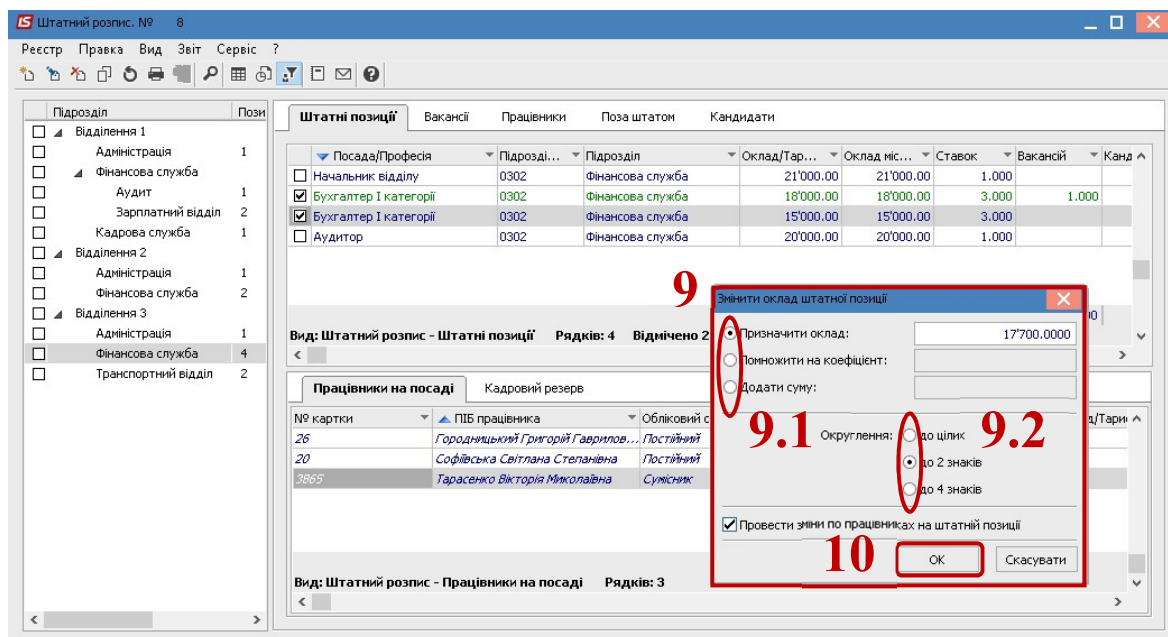 Штатний розпис. № 8
Реєстр Правка Вид Звіт Сервіс ?
Підрозділ Пози
Відділення 1
Адміністрація 1
Фінансова служба
Аудит 1
Зарплатний відділ 2
Кадрова служба 1
Відділення 2
Адміністрація 1
Фінансова служба 2
Відділення 3
Адміністрація 1
Фінансова служба 4
Транспортний відділ 2
Штатні позиції Вакансії Працівники Поза штатом Кандидати
Посада/Професія Підрозді... Підрозділ Оклад/Тар... Оклад міс... Ставок Вакансій Канд
Начальник відділу 0302 Фінансова служба 21'000.00 21'000.00 1.000
Бухгалтер І категорії 0302 Фінансова служба 18'000.00 18'000.00 3.000 1.000
Бухгалтер І категорії 0302 Фінансова служба 15'000.00 15'000.00 3.000
Аудитор 0302 Фінансова служба 20'000.00 20'000.00 1.000
Вид: Штатний розпис - Штатні позиції Рядків: 4 Відмічено 2
Працівники на посаді Кадровий резерв
№ картки ПІБ працівника Обліковий с д/Тари
26 Городницький Григорій Гаврилов... Постійний
20 Софіївська Світлана Степанівна Постійний
3865 Тарасенко Вікторія Миколаївна Сумісник
Вид: Штатний розпис - Працівники на посаді Рядків: 3
9
Змінити оклад штатної позиції
Призначити оклад: 17'700.0000
Помножити на коефіцієнт:
Додати суму:
9.1 Округлення: до цілик 9.2
до 2 знаків
до 4 знаків
Провести зміни по працівниках на штатній позиції
10 ОК Скасувати